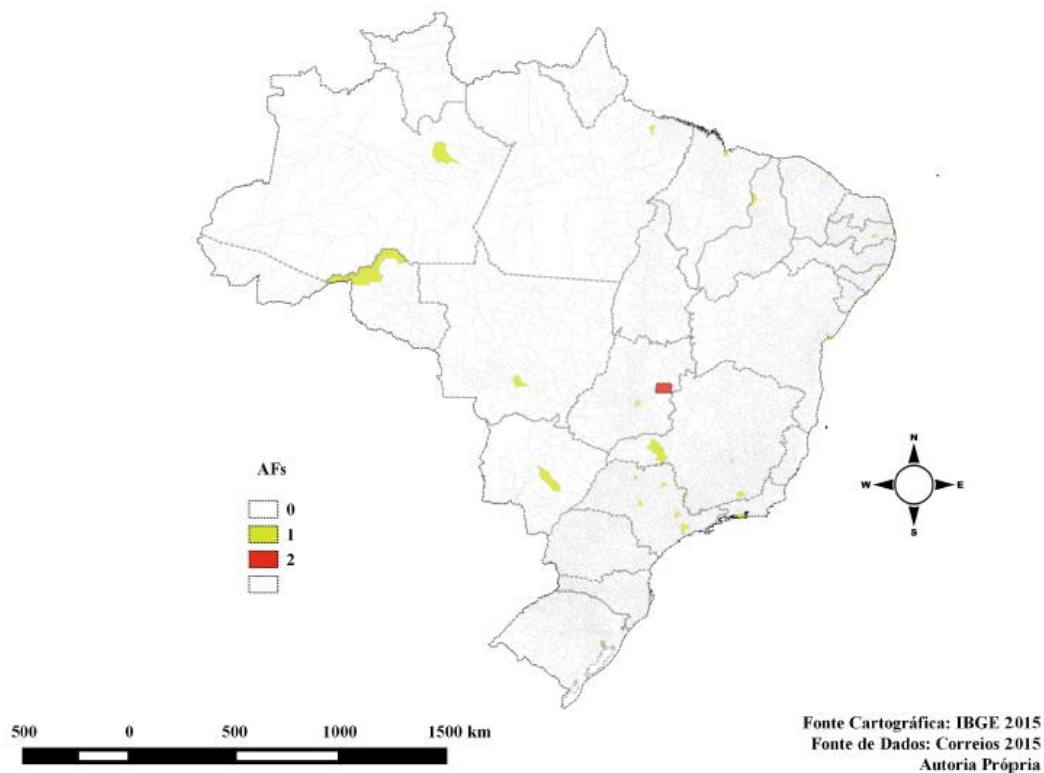 AFs
0
1
2
N
W
E
S
500 0 500 1000 1500 km
Fonte Cartográfica: IBGE 2015
Fonte de Dados: Correios 2015
Autoria Própria